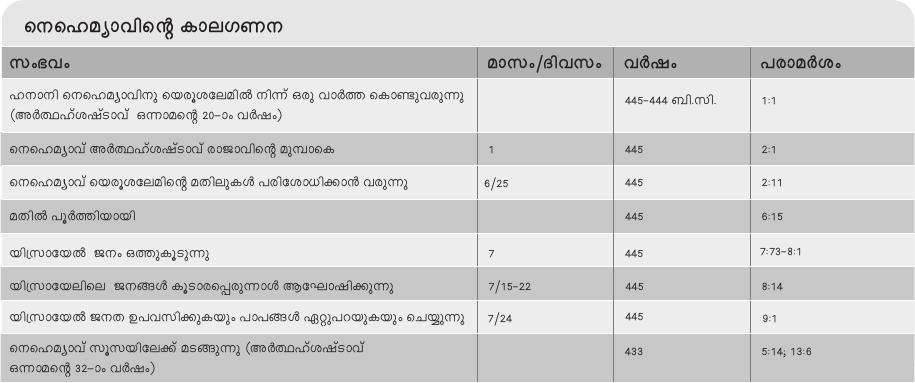 നെഹെമ്യാവിന്റെ കാലഗണന
സംഭവം മാസം/ദിവസം വർഷം പരാമർശം
ഹനാനി നെഹെമ്യാവിനു യെരൂശലേമിൽ നിന്ന് ഒരു വാർത്ത കൊണ്ടുവരുന്നു
(അർത്ഥഹ്ശഷ്ടാവ് ഒന്നാമന്റെ 20-ാം വർഷം) 445-444 ബി.സി. 1:1
നെഹെമ്യാവ് അർത്ഥഹ്ശഷ്ടാവ് രാജാവിന്റെ മുമ്പാകെ 1 445 2:1
നെഹെമ്യാവ് യെരൂശലേമിന്റെ മതിലുകൾ പരിശോധിക്കാൻ വരുന്നു 6/25 445 2:11
മതിൽ പൂർത്തിയായി 445 6:15
യിസ്രായേൽ ജനം ഒത്തുകൂടുന്നു 7 445 7:73-8:1
യിസ്രായേലിലെ ജനങ്ങൾ കൂടാരപ്പെരുന്നാൾ ആഘോഷിക്കുന്നു 7/15-22 445 8:14
യിസ്രായേൽ ജനത ഉപവസിക്കുകയും പാപങ്ങൾ ഏറ്റുപറയുകയും ചെയ്യുന്നു 7/24 445 9:1
നെഹെമ്യാവ് സൂസയിലേക്ക് മടങ്ങുന്നു (അർത്ഥഹ്ശഷ്ടാവ്
ഒന്നാമന്റെ 32-ാം വർഷം) 433 5:14; 13:6